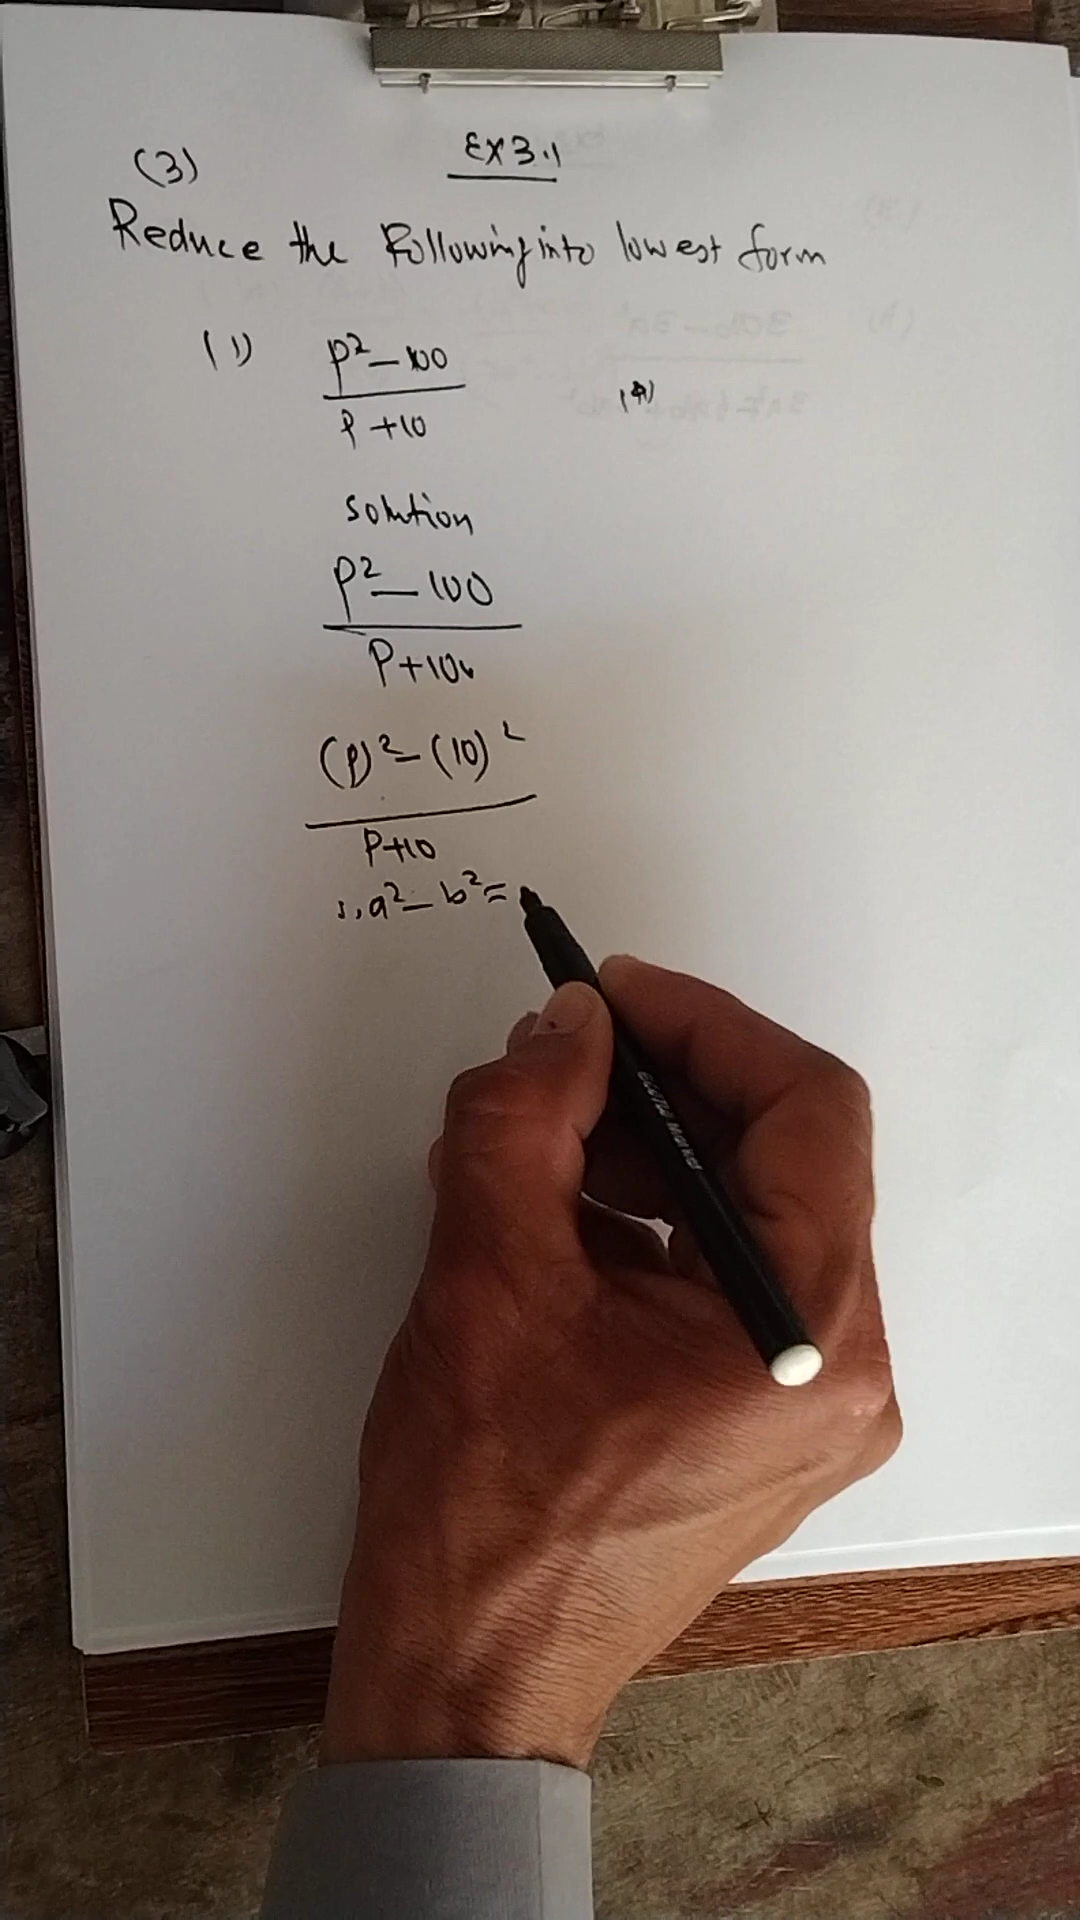 (3) Ex 3.1
Reduce the Following into lowest form
(1) p²-100
p+10
solution
p²-100
P+10
(p)²-(10)²
P+10
a²-b²=
Marker